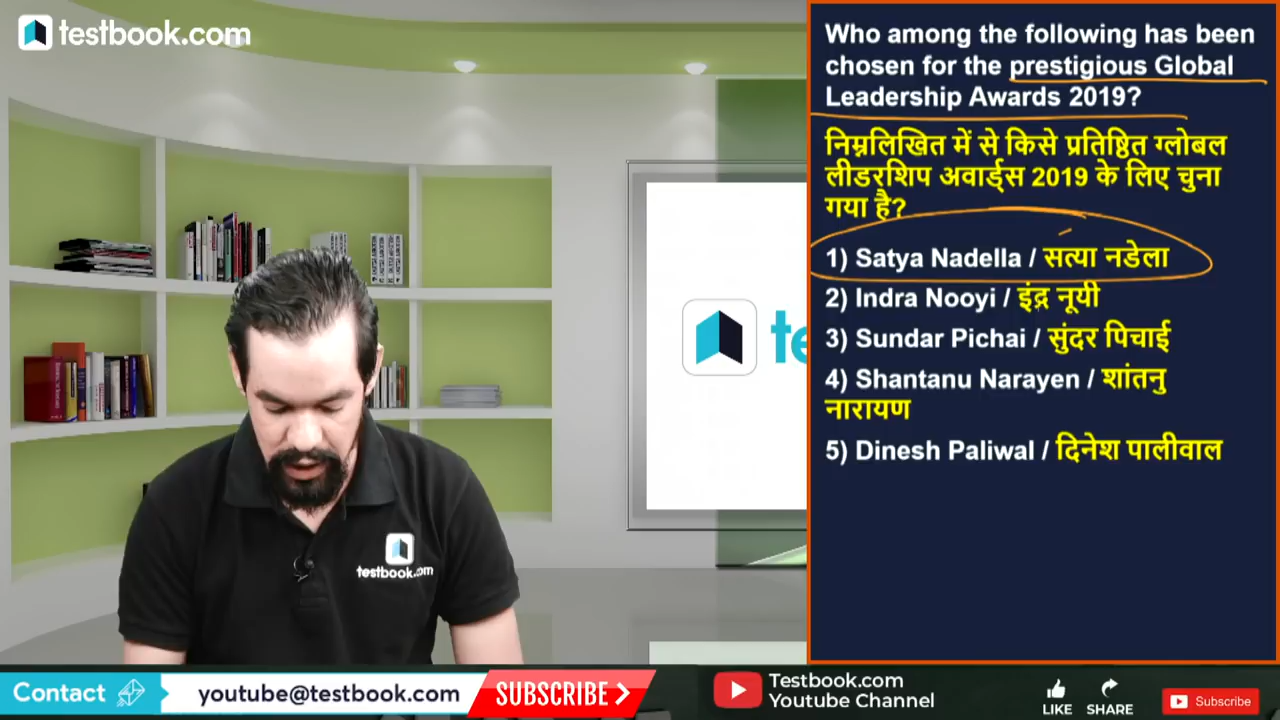 testbook.com
Who among the following has been
chosen for the prestigious Global
Leadership Awards 2019?
निम्नलिखित में से किसे प्रतिष्ठित ग्लोबल
लीडरशिप अवार्ड्स 2019 के लिए चुना
गया है?
1) Satya Nadella / सत्या नडेला
2) Indra Nooyi / इंद्र नूयी
3) Sundar Pichai / सुंदर पिचाई
4) Shantanu Narayen / शांतनु
नारायण
5) Dinesh Paliwal / दिनेश पालीवाल
te
testbook.com
Contact
youtube@testbook.com
SUBSCRIBE
Testbook.com
Youtube Channel
LIKE
SHARE
Subscribe